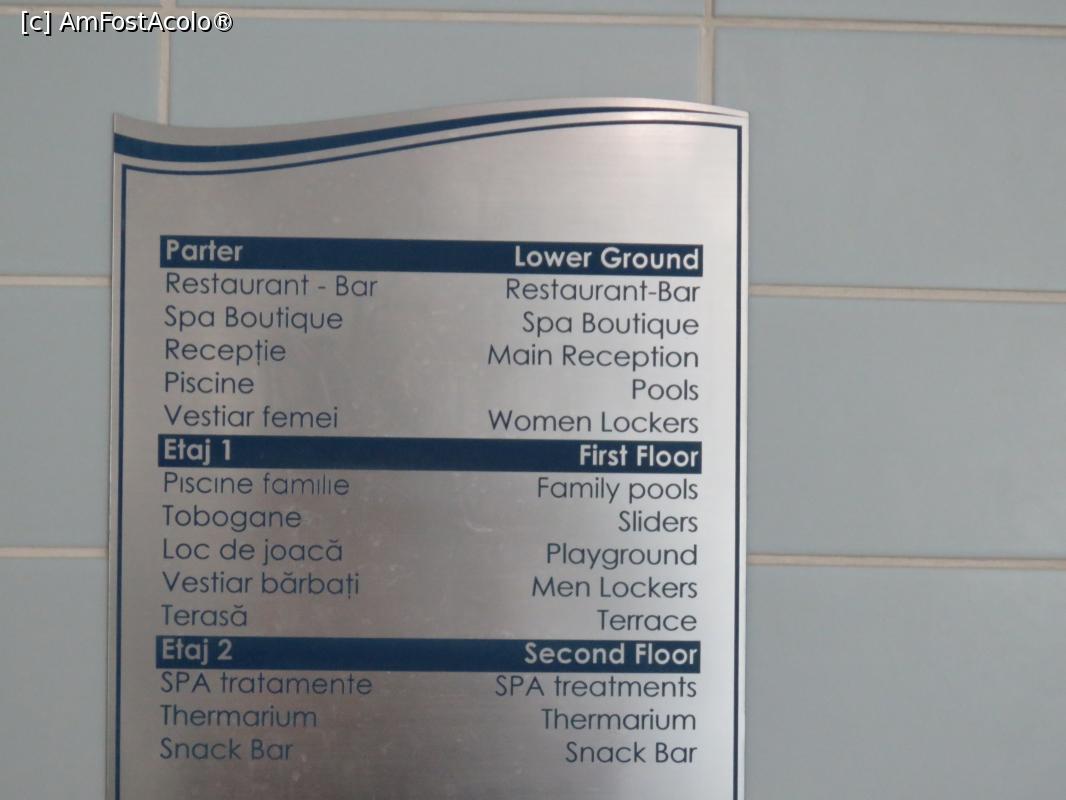 [c] AmFostAcolo®
Parter Lower Ground
Restaurant - Bar Restaurant-Bar
Spa Boutique Spa Boutique
Recepție Main Reception
Piscine Pools
Vestiar femei Women Lockers
Etaj 1 First Floor
Piscine familie Family pools
Tobogane Sliders
Loc de joacă Playground
Vestiar bărbați Men Lockers
Terasă Terrace
Etaj 2 Second Floor
SPA tratamente SPA treatments
Thermarium Thermarium
Snack Bar Snack Bar